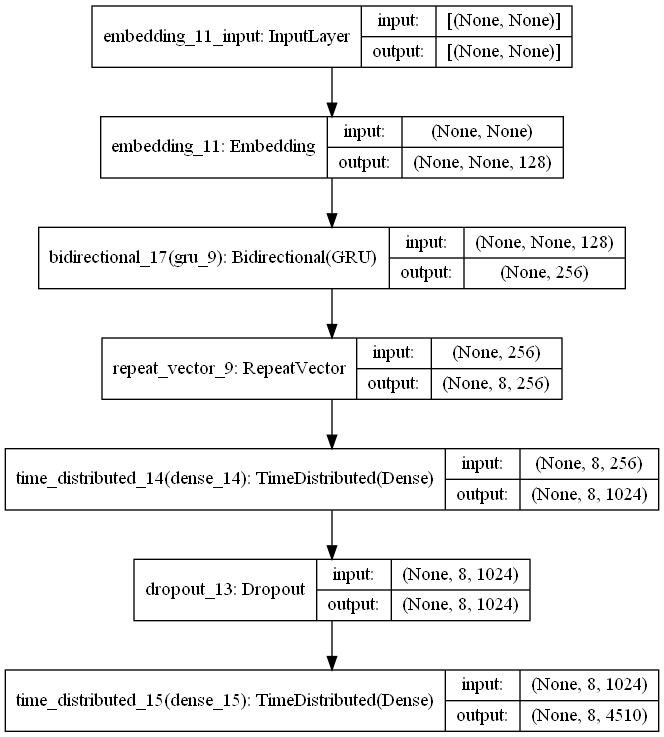 embedding_11_input: InputLayer
input: [(None, None)]
output: [(None, None)]
embedding_11: Embedding
input: (None, None)
output: (None, None, 128)
bidirectional_17(gru_9): Bidirectional(GRU)
input: (None, None, 128)
output: (None, 256)
repeat_vector_9: RepeatVector
input: (None, 256)
output: (None, 8, 256)
time_distributed_14(dense_14): TimeDistributed(Dense)
input: (None, 8, 256)
output: (None, 8, 1024)
dropout_13: Dropout
input: (None, 8, 1024)
output: (None, 8, 1024)
time_distributed_15(dense_15): TimeDistributed(Dense)
input: (None, 8, 1024)
output: (None, 8, 4510)